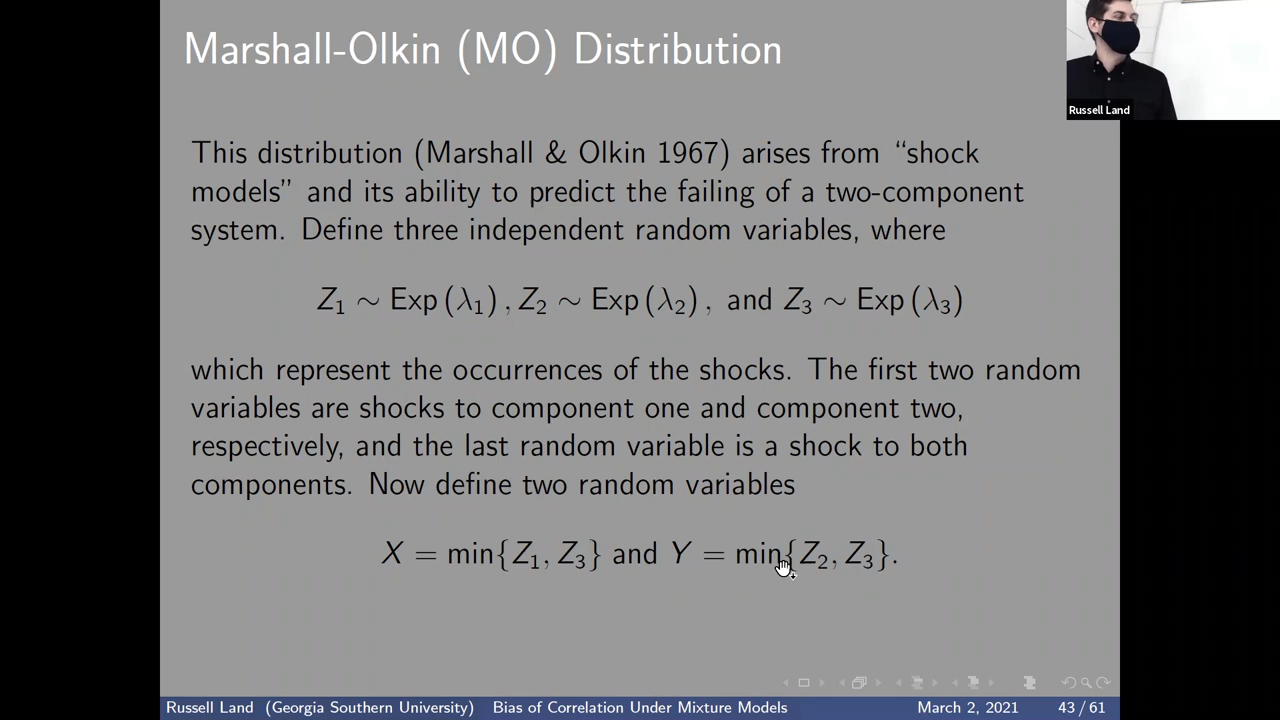 Marshall-Olkin (MO) Distribution
Russell Land
This distribution (Marshall & Olkin 1967) arises from “shock
models” and its ability to predict the failing of a two-component
system. Define three independent random variables, where
Z₁ ∼ Exp (λ₁) , Z₂ ∼ Exp (λ₂) , and Z₃ ∼ Exp (λ₃)
which represent the occurrences of the shocks. The first two random
variables are shocks to component one and component two,
respectively, and the last random variable is a shock to both
components. Now define two random variables
X = min{Z₁, Z₃} and Y = min{Z₂, Z₃}.
Russell Land (Georgia Southern University) Bias of Correlation Under Mixture Models March 2, 2021 43 / 61